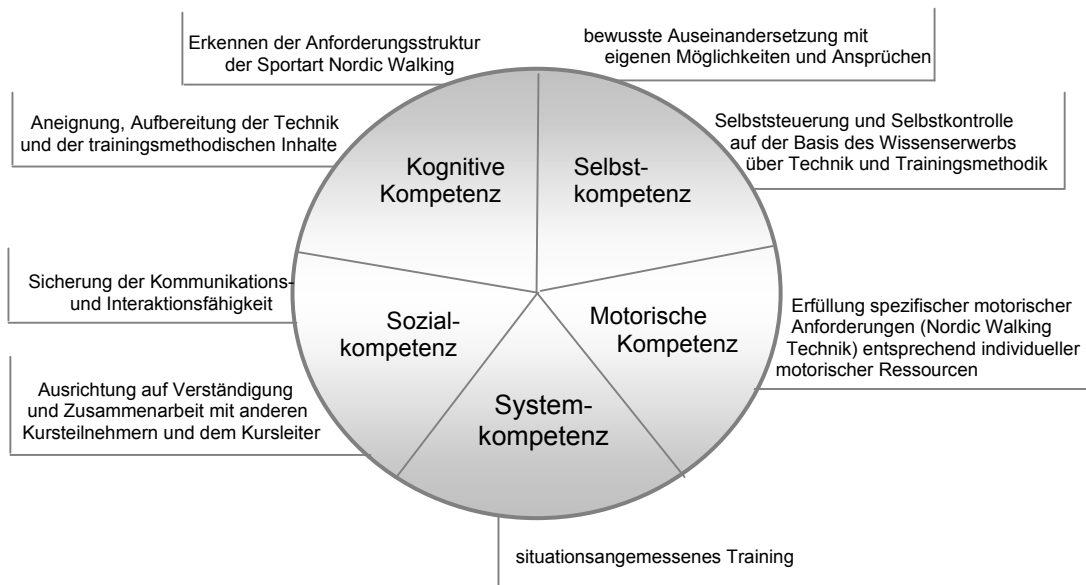 Erkennen der Anforderungsstruktur
der Sportart Nordic Walking
bewusste Auseinandersetzung mit
eigenen Möglichkeiten und Ansprüchen
Aneignung, Aufbereitung der Technik
und der trainingsmethodischen Inhalte
Selbststeuerung und Selbstkontrolle
auf der Basis des Wissenserwerbs
über Technik und Trainingsmethodik
Kognitive
Kompetenz
Selbst-
kompetenz
Sicherung der Kommunikations-
und Interaktionsfähigkeit
Sozial-
kompetenz
Motorische
Kompetenz
Erfüllung spezifischer motorischer
Anforderungen (Nordic Walking
Technik) entsprechend individueller
motorischer Ressourcen
Ausrichtung auf Verständigung
und Zusammenarbeit mit anderen
Kursteilnehmern und dem Kursleiter
System-
kompetenz
situationsangemessenes Training